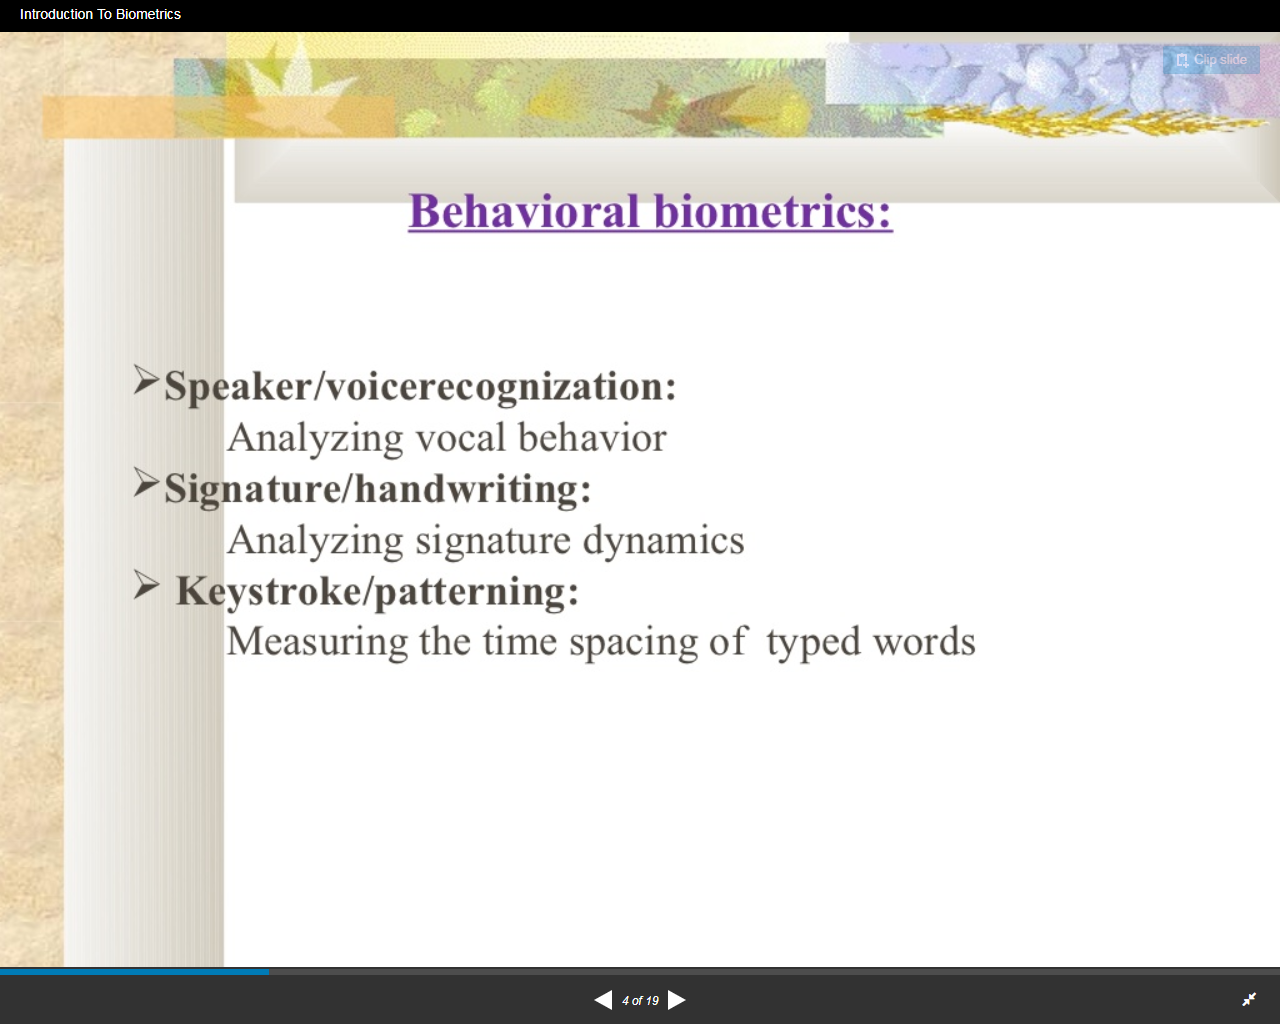 Introduction To Biometrics
Clip slide
Behavioral biometrics:
➢Speaker/voicerecognization:
Analyzing vocal behavior
➢Signature/handwriting:
Analyzing signature dynamics
➢ Keystroke/patterning:
Measuring the time spacing of  typed words
4 of 19